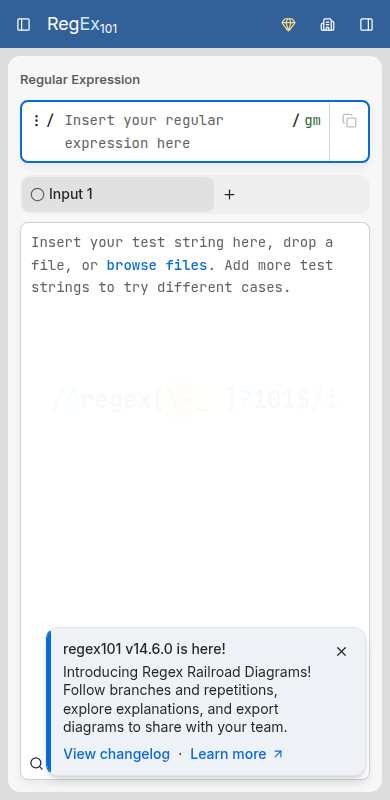 RegEx101
Regular Expression
/ Insert your regular / gm
expression here
Input 1 +
Insert your test string here, drop a
file, or browse files. Add more test
strings to try different cases.
regex101 v14.6.0 is here!
Introducing Regex Railroad Diagrams!
Follow branches and repetitions,
explore explanations, and export
diagrams to share with your team.
View changelog · Learn more ↗